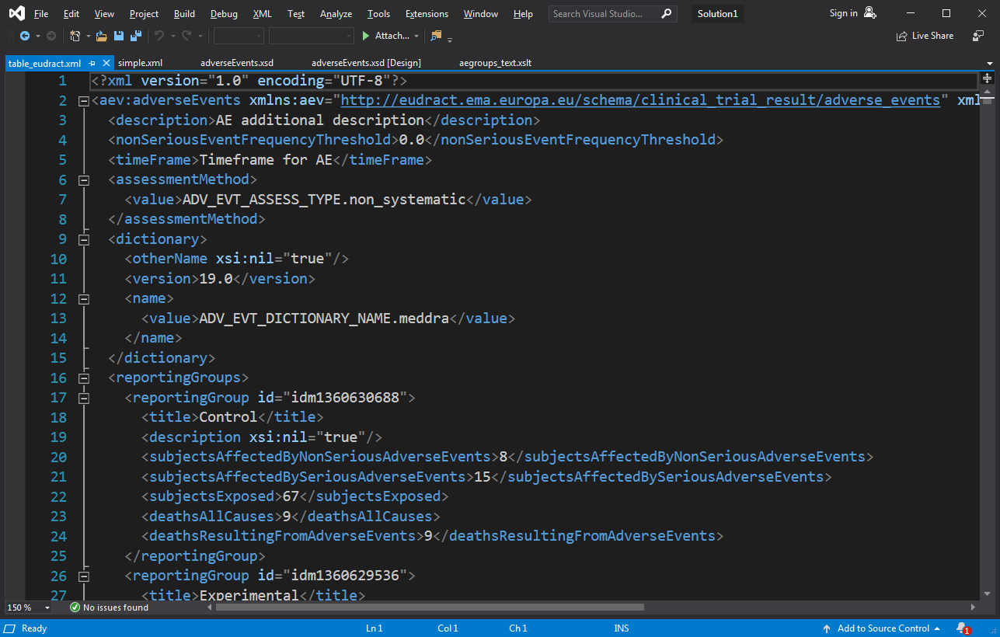 File Edit View Project Build Debug XML Test Analyze Tools Extensions Window Help Search Visual Studio... Solution1 Sign in
Attach... Live Share
table_eudract.xml simple.xml adverseEvents.xsd adverseEvents.xsd [Design] aegroups_text.xslt
1 <?xml version="1.0" encoding="UTF-8"?>
2 <aev:adverseEvents xmlns:aev="http://eudract.ema.europa.eu/schema/clinical_trial_result/adverse_events" xml
3 <description>AE additional description</description>
4 <nonSeriousEventFrequencyThreshold>0.0</nonSeriousEventFrequencyThreshold>
5 <timeFrame>Timeframe for AE</timeFrame>
6 <assessmentMethod>
7 <value>ADV_EVT_ASSESS_TYPE.non_systematic</value>
8 </assessmentMethod>
9 <dictionary>
10 <otherName xsi:nil="true"/>
11 <version>19.0</version>
12 <name>
13 <value>ADV_EVT_DICTIONARY_NAME.meddra</value>
14 </name>
15 </dictionary>
16 <reportingGroups>
17 <reportingGroup id="idm1360630688">
18 <title>Control</title>
19 <description xsi:nil="true"/>
20 <subjectsAffectedByNonSeriousAdverseEvents>8</subjectsAffectedByNonSeriousAdverseEvents>
21 <subjectsAffectedBySeriousAdverseEvents>15</subjectsAffectedBySeriousAdverseEvents>
22 <subjectsExposed>67</subjectsExposed>
23 <deathsAllCauses>9</deathsAllCauses>
24 <deathsResultingFromAdverseEvents>9</deathsResultingFromAdverseEvents>
25 </reportingGroup>
26 <reportingGroup id="idm1360629536">
27 <title>Experimental</title>
150 % No issues found
Ready Ln 1 Col 1 Ch 1 INS Add to Source Control 1